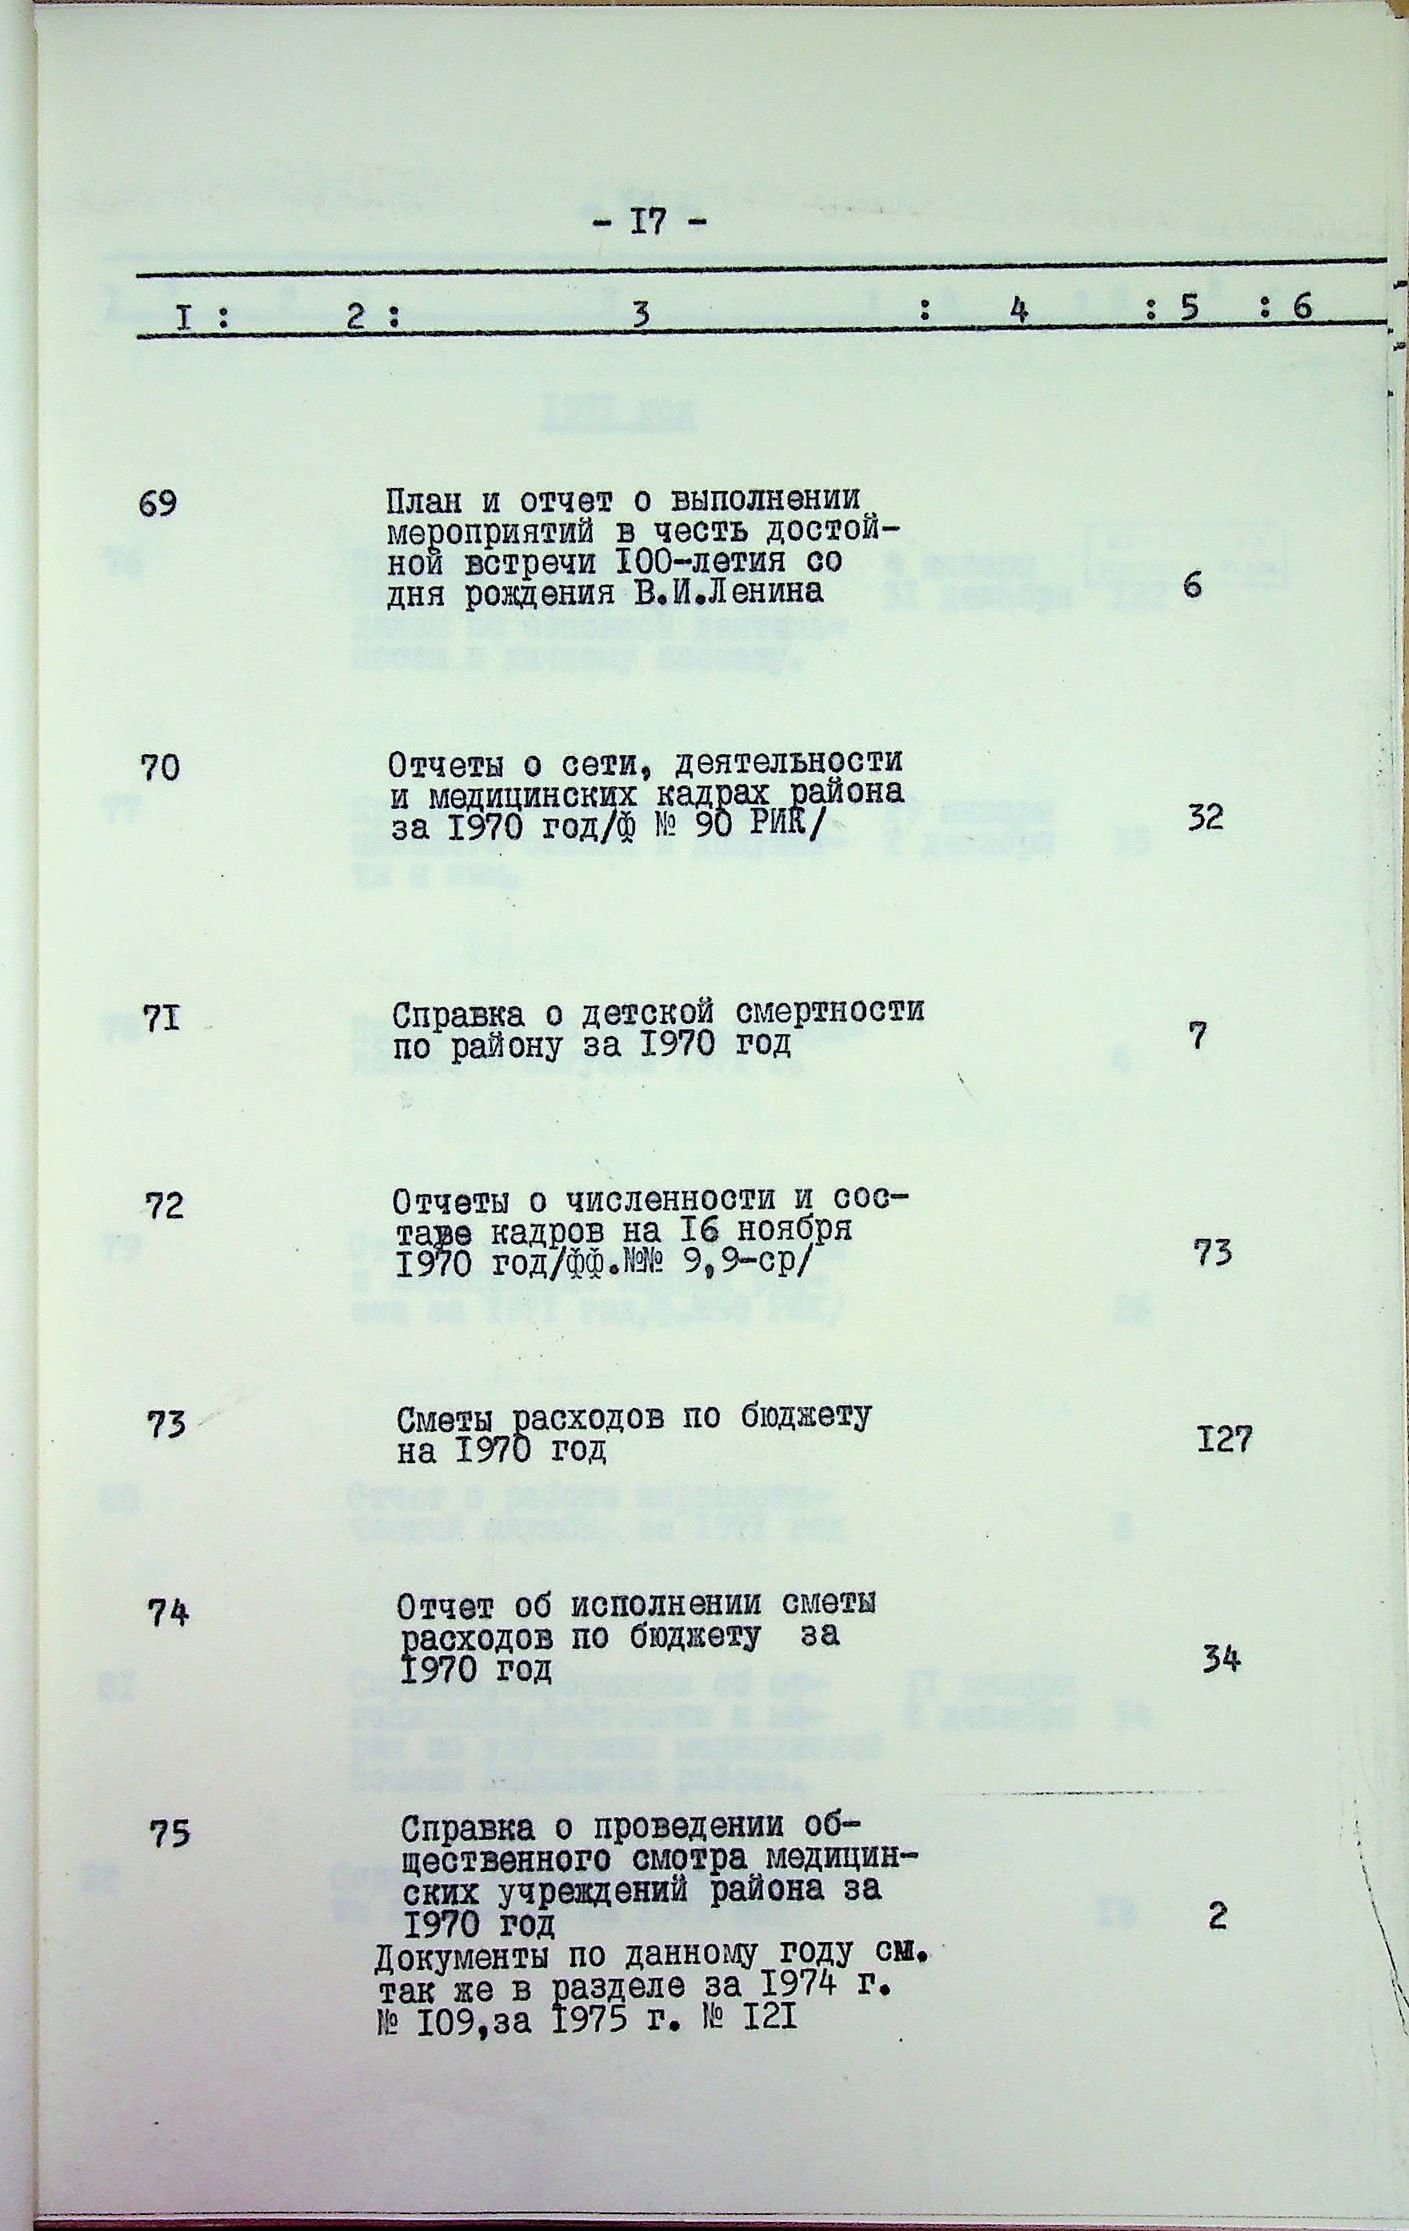 - I7 -
I : 2 : 3 : 4 : 5 : 6
69 План и отчет о выполнении
мероприятий в честь достой-
ной встречи I00-летия со
дня рождения В.И.Ленина 6
70 Отчеты о сети, деятельности
и медицинских кадрах района
за I970 год/ф № 90 РИК/ 32
7I Справка о детской смертности
по району за I970 год 7
72 Отчеты о численности и сос-
таве кадров на I6 ноября
I970 год/фф.№№ 9,9-ср/ 73
73 Сметы расходов по бюджету
на I970 год I27
74 Отчет об исполнении сметы
расходов по бюджету за
I970 год 34
75 Справка о проведении об-
щественного смотра медицин-
ских учреждений района за
I970 год 2
Документы по данному году см.
так же в разделе за I974 г.
№ I09,за I975 г. № I2I